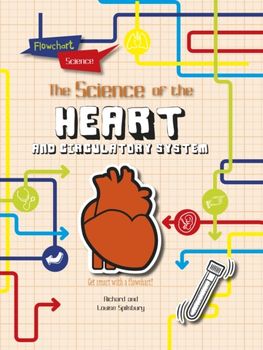 Flowchart
Science
The Science of the
HEART
AND CIRCULATORY SYSTEM
Get smart with a flowchart!
Richard and
Louise Spilsbury